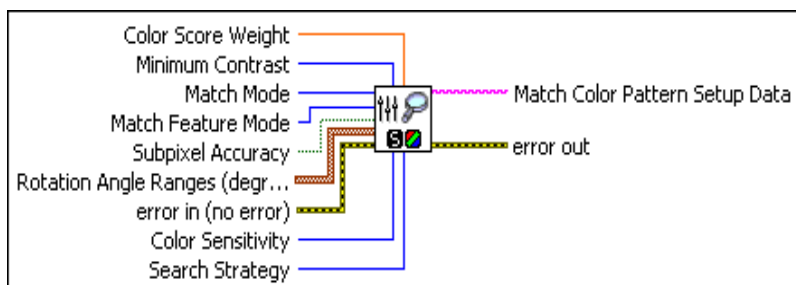 Color Score Weight
Minimum Contrast
Match Mode
Match Feature Mode
Subpixel Accuracy
Rotation Angle Ranges (degr...
error in (no error)
Color Sensitivity
Search Strategy
S
Match Color Pattern Setup Data
error out